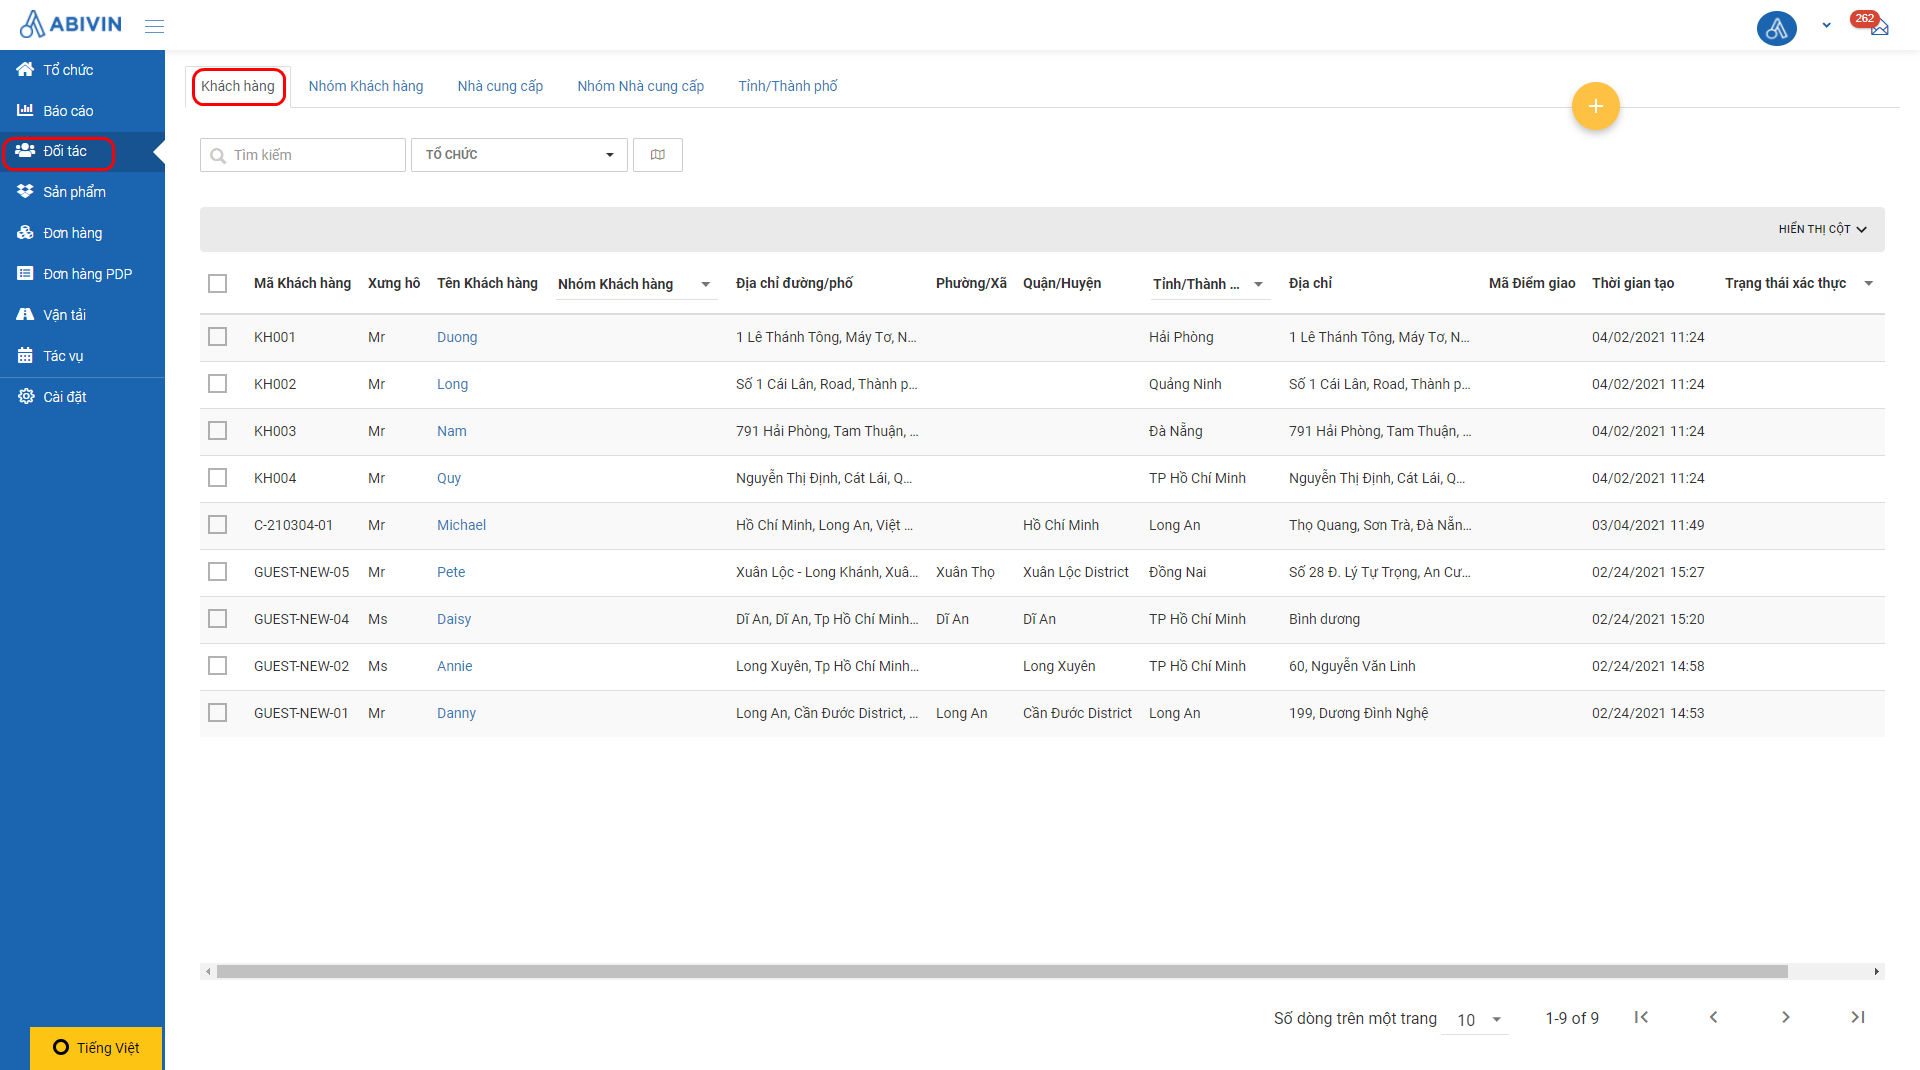 ABIVIN
262
Tổ chức
Báo cáo
Đối tác
Sản phẩm
Đơn hàng
Đơn hàng PDP
Vận tải
Tác vụ
Cài đặt
Tiếng Việt
Khách hàng Nhóm Khách hàng Nhà cung cấp Nhóm Nhà cung cấp Tỉnh/Thành phố
+
Tìm kiếm TỔ CHỨC
HIỂN THỊ CỘT
Mã Khách hàng Xưng hô Tên Khách hàng Nhóm Khách hàng Địa chỉ đường/phố Phường/Xã Quận/Huyện Tỉnh/Thành ... Địa chỉ Mã Điểm giao Thời gian tạo Trạng thái xác thực
KH001 Mr Duong 1 Lê Thánh Tông, Máy Tơ, N... Hải Phòng 1 Lê Thánh Tông, Máy Tơ, N... 04/02/2021 11:24
KH002 Mr Long Số 1 Cái Lân, Road, Thành p... Quảng Ninh Số 1 Cái Lân, Road, Thành p... 04/02/2021 11:24
KH003 Mr Nam 791 Hải Phòng, Tam Thuận, ... Đà Nẵng 791 Hải Phòng, Tam Thuận, ... 04/02/2021 11:24
KH004 Mr Quy Nguyễn Thị Định, Cát Lái, Q... TP Hồ Chí Minh Nguyễn Thị Định, Cát Lái, Q... 04/02/2021 11:24
C-210304-01 Mr Michael Hồ Chí Minh, Long An, Việt ... Hồ Chí Minh Long An Thọ Quang, Sơn Trà, Đà Nẵn... 03/04/2021 11:49
GUEST-NEW-05 Mr Pete Xuân Lộc - Long Khánh, Xuâ... Xuân Thọ Xuân Lộc District Đồng Nai Số 28 Đ. Lý Tự Trọng, An Cư... 02/24/2021 15:27
GUEST-NEW-04 Ms Daisy Dĩ An, Dĩ An, Tp Hồ Chí Minh... Dĩ An Dĩ An TP Hồ Chí Minh Bình dương 02/24/2021 15:20
GUEST-NEW-02 Ms Annie Long Xuyên, Tp Hồ Chí Minh... Long Xuyên TP Hồ Chí Minh 60, Nguyễn Văn Linh 02/24/2021 14:58
GUEST-NEW-01 Mr Danny Long An, Cần Đước District, ... Long An Cần Đước District Long An 199, Dương Đình Nghệ 02/24/2021 14:53
Số dòng trên một trang 10 1-9 of 9